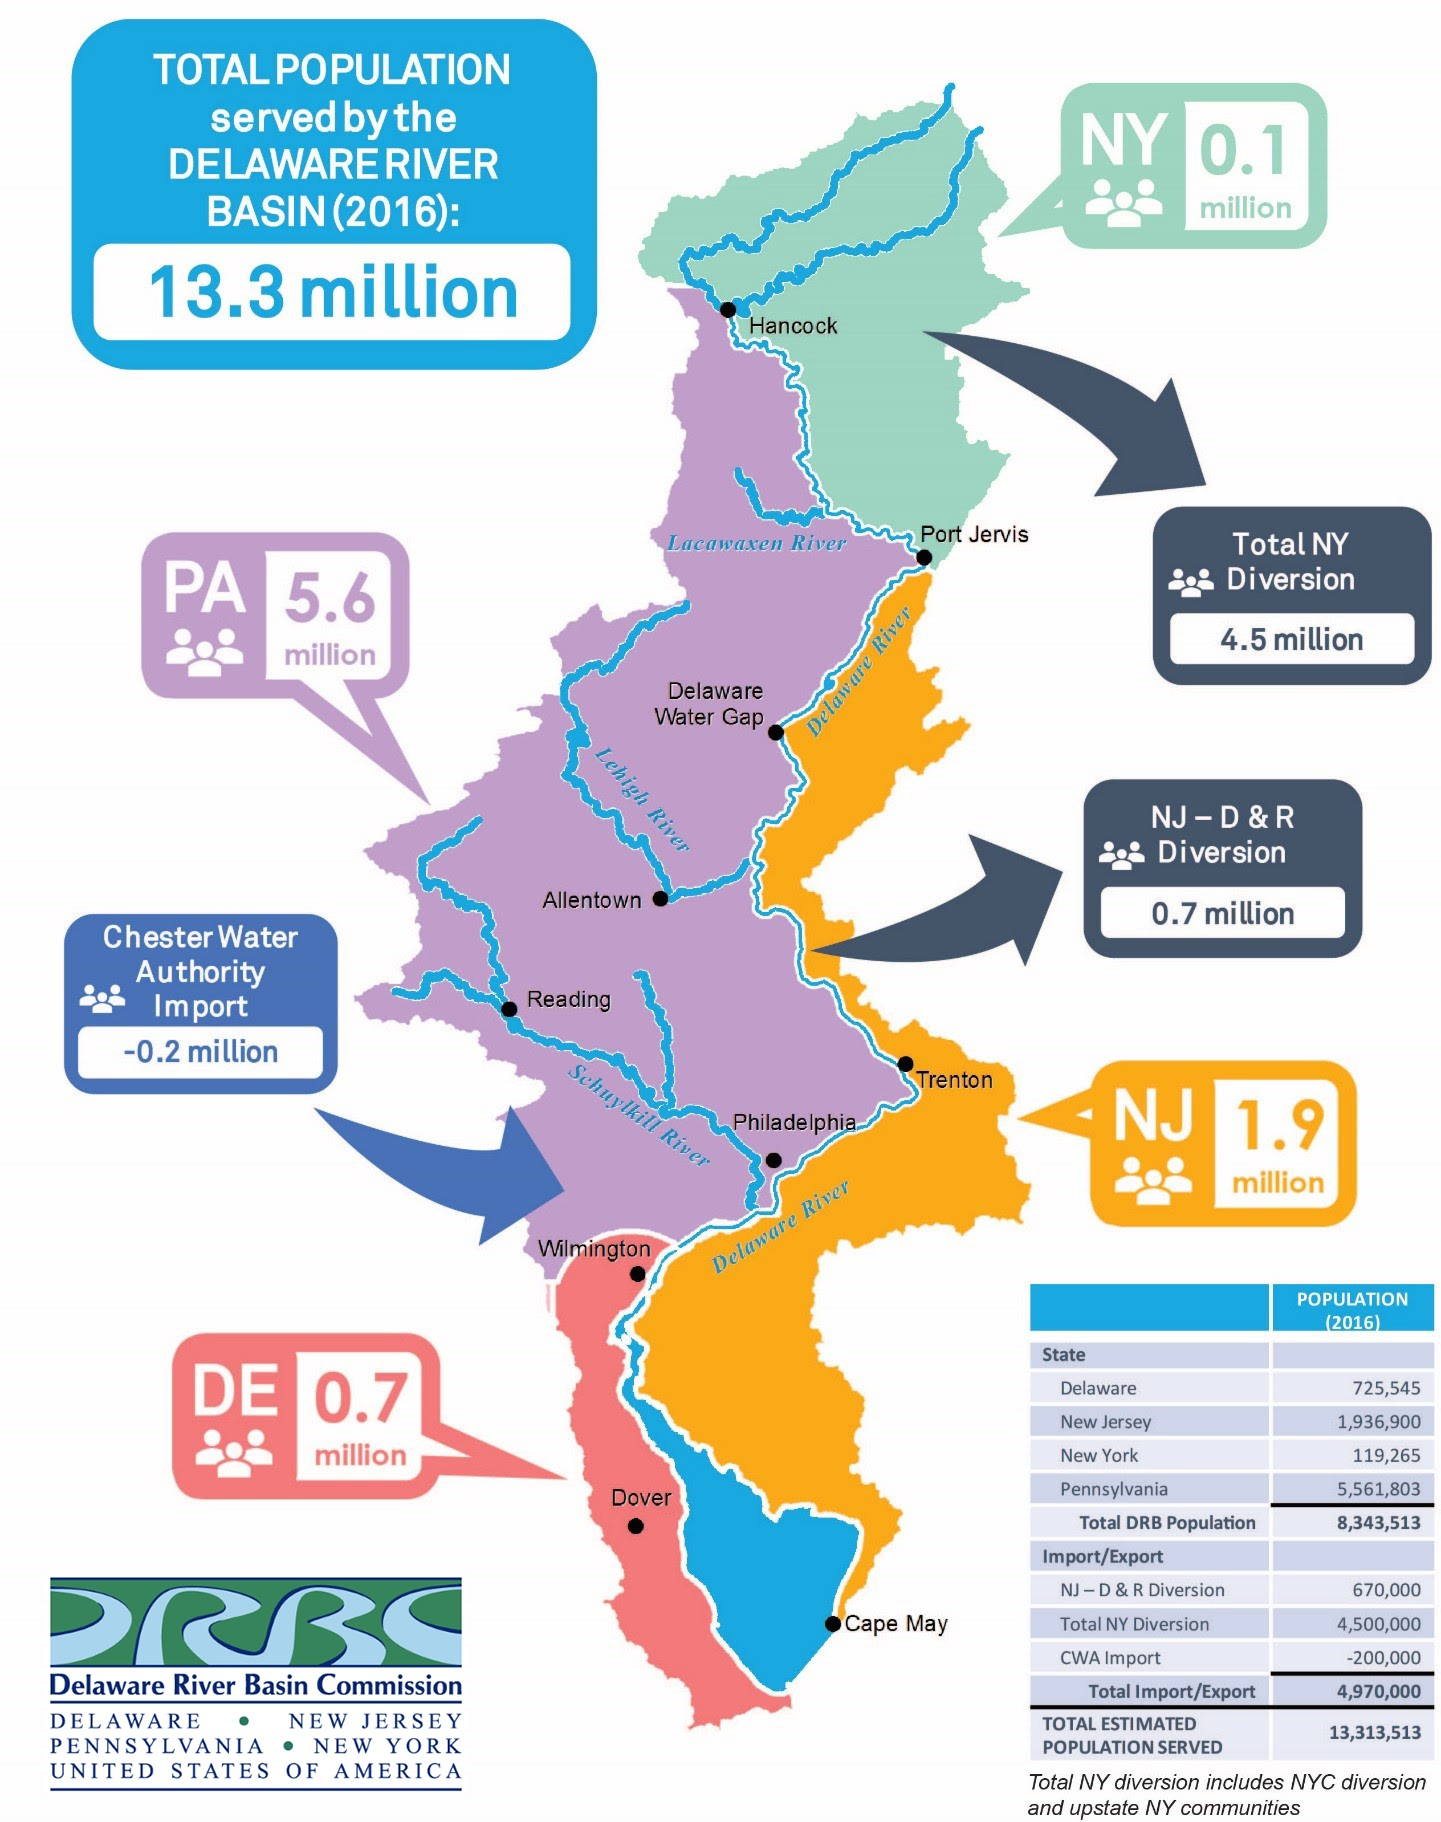 TOTAL POPULATION
served by the
DELAWARE RIVER
BASIN (2016):
13.3 million
NY
0.1
million
Hancock
Port Jervis
Lacawaxen River
Total NY
Diversion
4.5 million
PA
5.6
million
Delaware River
Delaware
Water Gap
Lehigh River
NJ – D & R
Diversion
0.7 million
Allentown
Chester Water
Authority
Import
-0.2 million
Reading
Schuylkill River
Trenton
Philadelphia
NJ
1.9
million
Delaware River
Wilmington
DE
0.7
million
Dover
Cape May
POPULATION
(2016)
State
Delaware 725,545
New Jersey 1,936,900
New York 119,265
Pennsylvania 5,561,803
Total DRB Population 8,343,513
Import/Export
NJ – D & R Diversion 670,000
Total NY Diversion 4,500,000
CWA Import -200,000
Total Import/Export 4,970,000
TOTAL ESTIMATED
POPULATION SERVED 13,313,513
Total NY diversion includes NYC diversion
and upstate NY communities
DRBC
Delaware River Basin Commission
DELAWARE • NEW JERSEY
PENNSYLVANIA • NEW YORK
UNITED STATES OF AMERICA